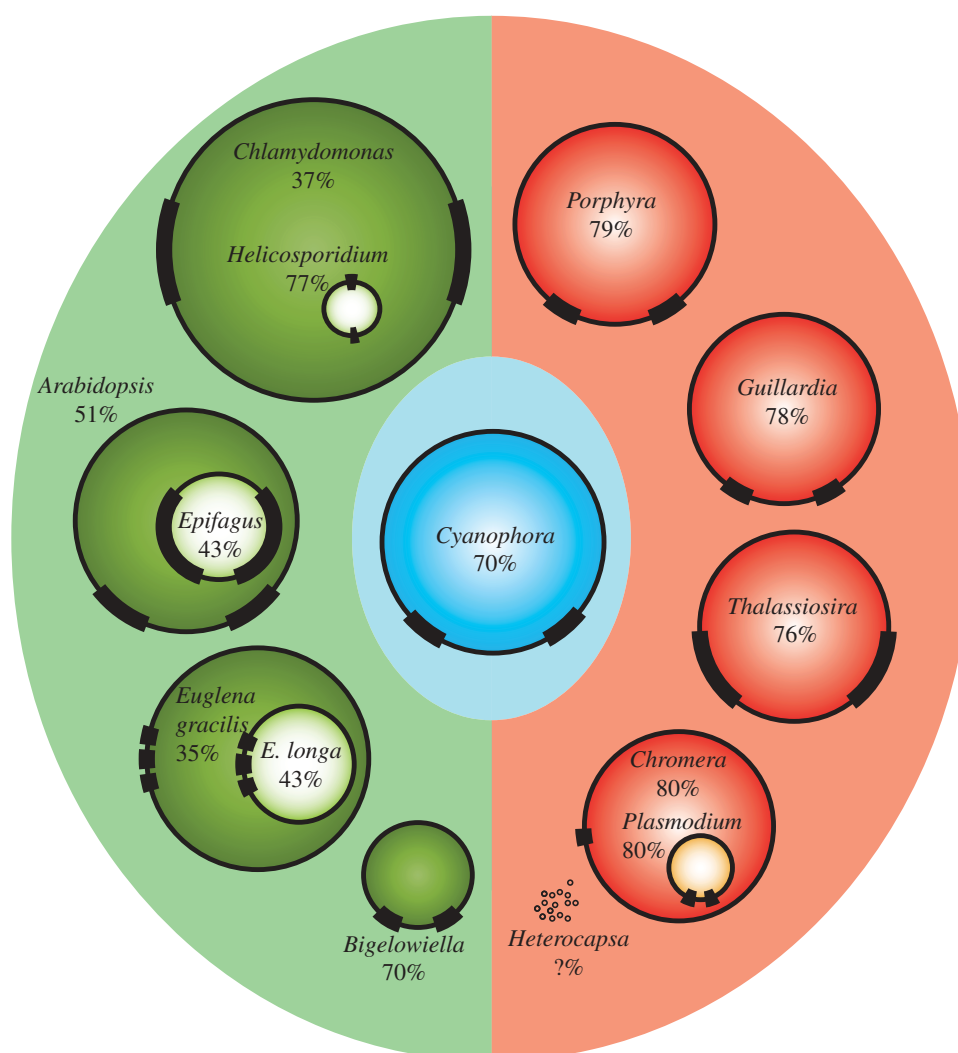 Chlamydomonas
37%
Helicosporidium
77%
Arabidopsis
51%
Epifagus
43%
Euglena
gracilis
35%
E. longa
43%
Bigelowiella
70%
Cyanophora
70%
Porphyra
79%
Guillardia
78%
Thalassiosira
76%
Chromera
80%
Plasmodium
80%
Heterocapsa
?%